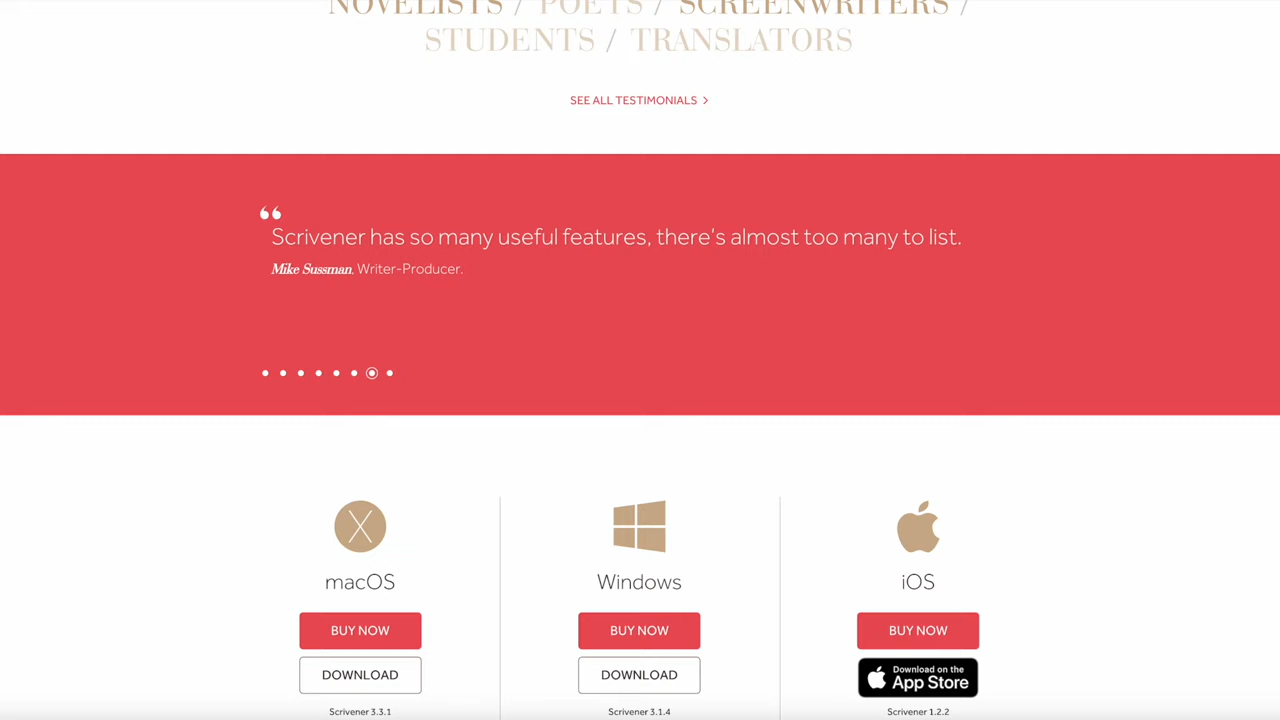 NOVELISTS / POETS / SCREENWRITERS /
STUDENTS / TRANSLATORS
SEE ALL TESTIMONIALS >
“
Scrivener has so many useful features, there's almost too many to list.
Mike Sussman, Writer-Producer.
macOS Windows iOS
BUY NOW BUY NOW BUY NOW
DOWNLOAD DOWNLOAD Download on the
App Store
Scrivener 3.3.1 Scrivener 3.1.4 Scrivener 1.2.2